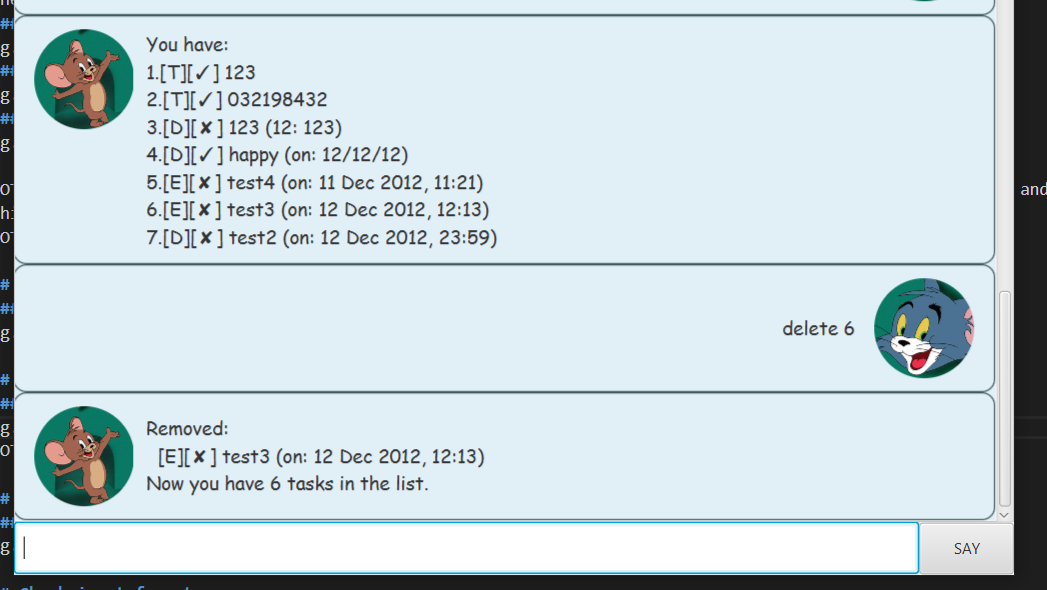 You have:
1.[T][✓] 123
2.[T][✓] 032198432
3.[D][✘] 123 (12: 123)
4.[D][✓] happy (on: 12/12/12)
5.[E][✘] test4 (on: 11 Dec 2012, 11:21)
6.[E][✘] test3 (on: 12 Dec 2012, 12:13)
7.[D][✘] test2 (on: 12 Dec 2012, 23:59)
and
delete 6
Removed:
[E][✘] test3 (on: 12 Dec 2012, 12:13)
Now you have 6 tasks in the list.
SAY